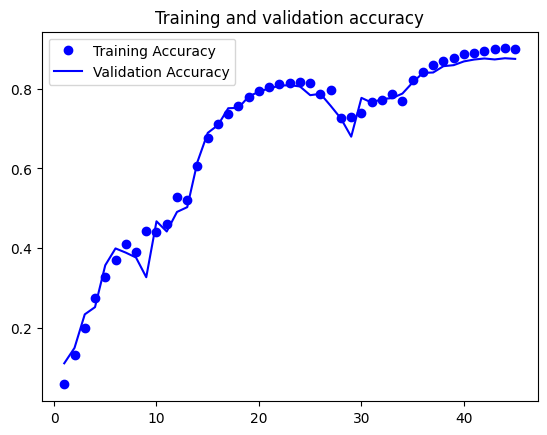 Training and validation accuracy
Training Accuracy
Validation Accuracy
0.8
0.6
0.4
0.2
0 10 20 30 40